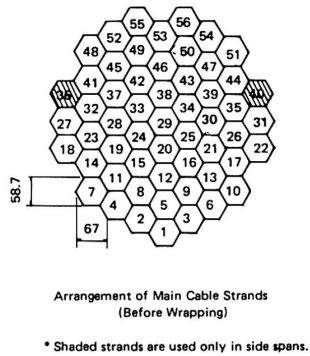 55 56
52 53 54
48 49 50 51
45 46 47
41 42 43 44
36 37 38 39 40
32 33 34 35
27 28 29 30 31
23 24 25 26
18 19 20 21 22
14 15 16 17
11 12 13
58.7
7 8 9 10
4 5 6
67
2 3
1
Arrangement of Main Cable Strands
(Before Wrapping)
* Shaded strands are used only in side spans.